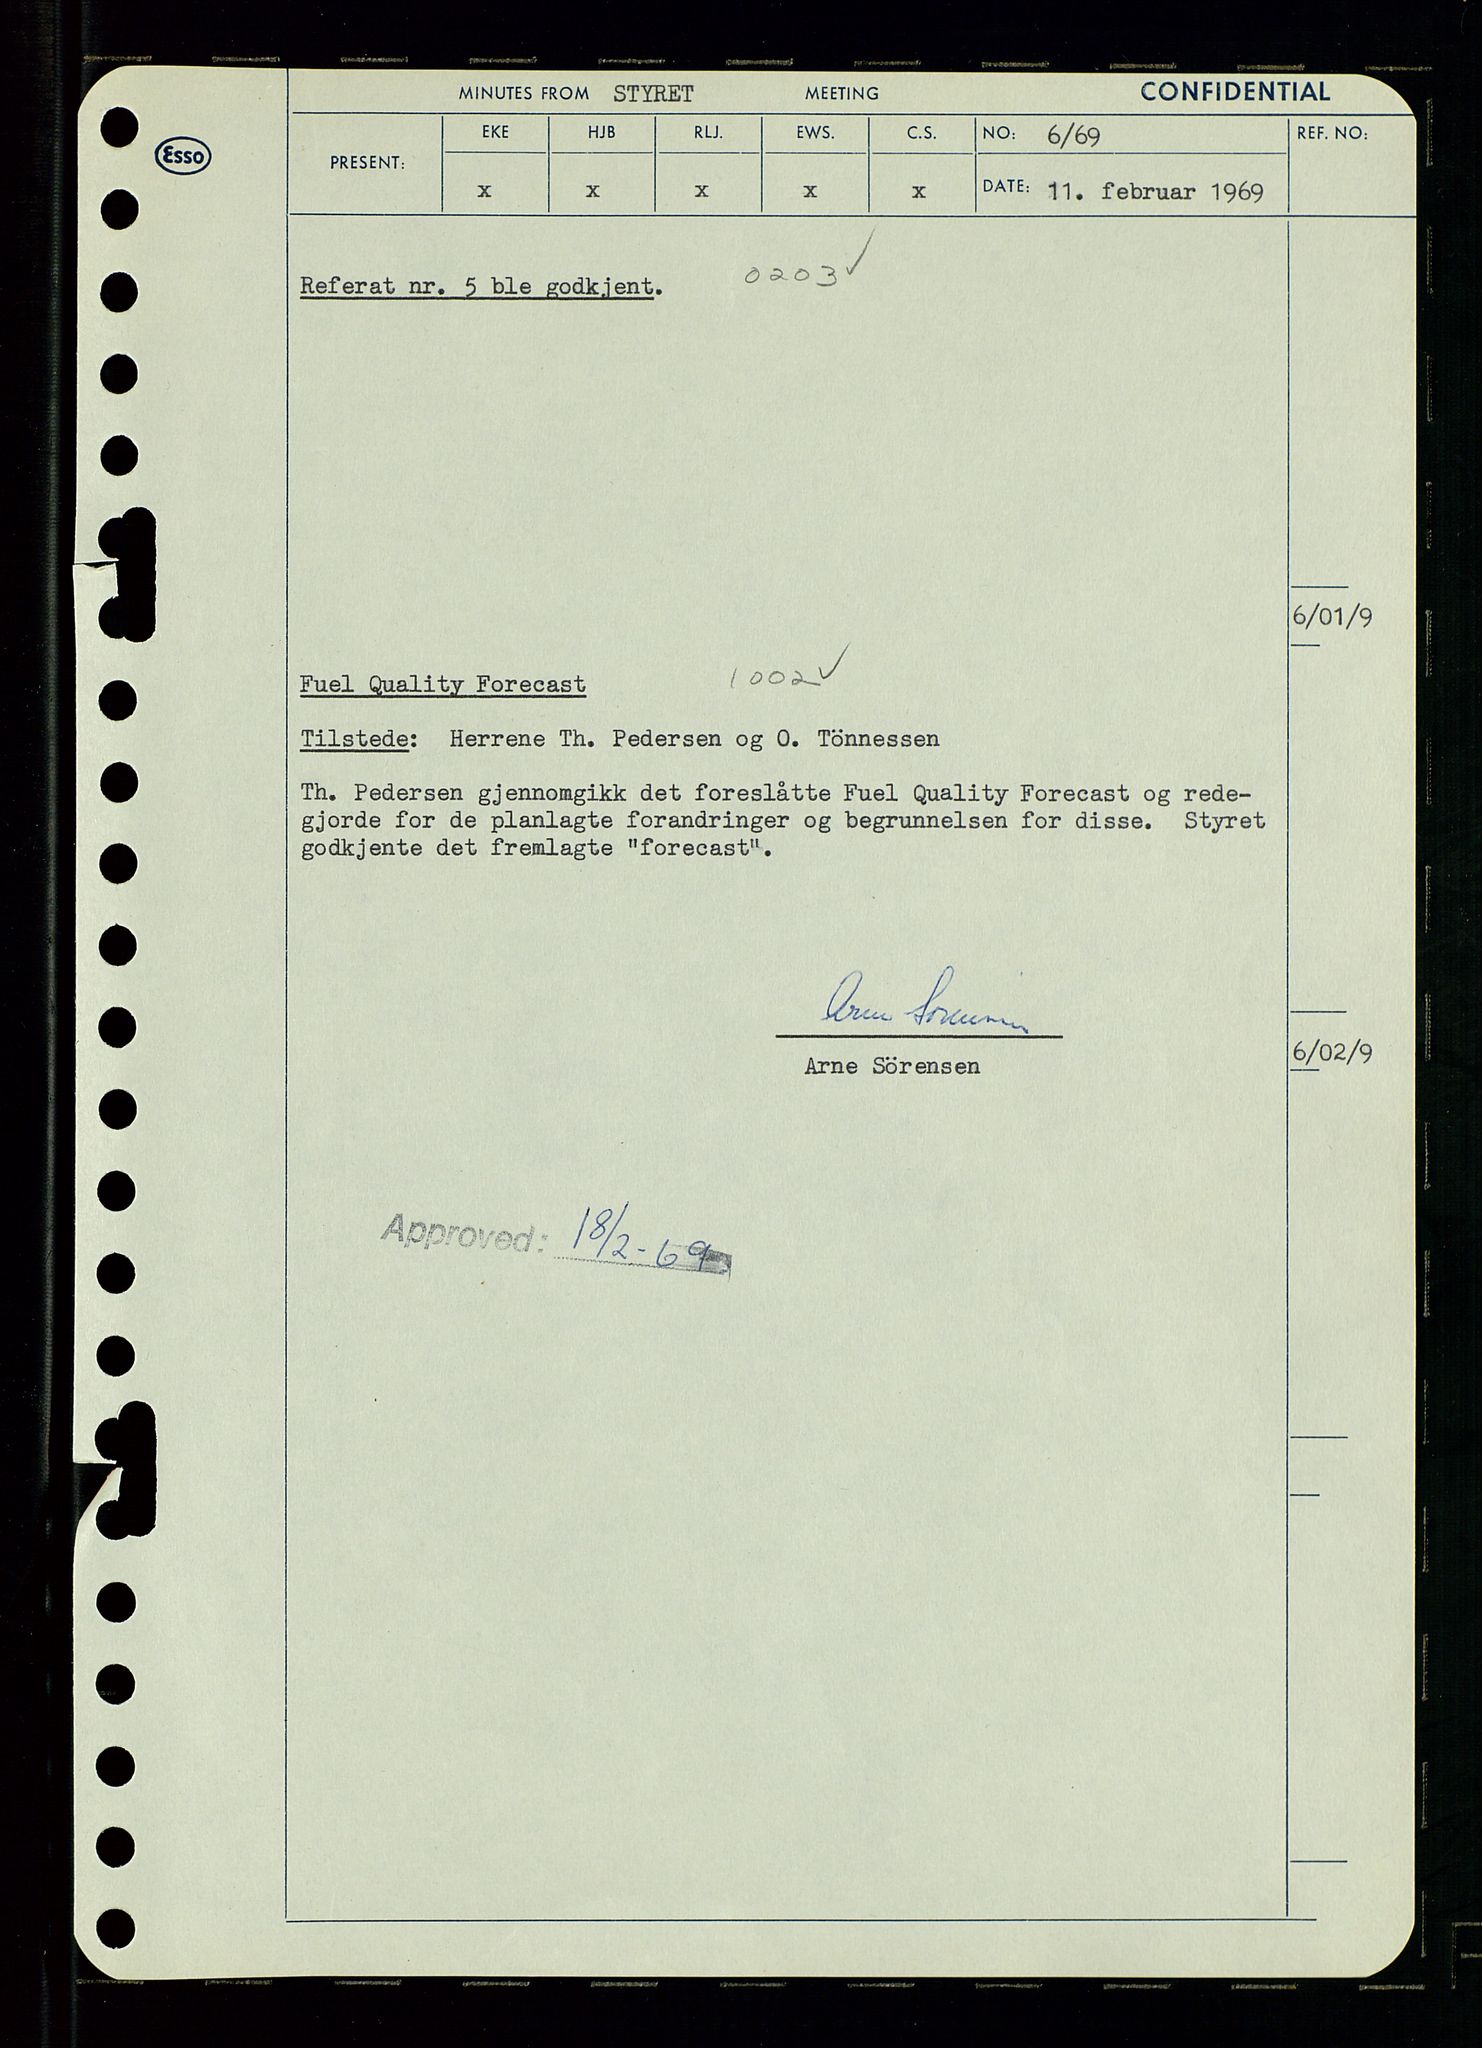 MINUTES FROM STYRET MEETING CONFIDENTIAL
Esso
PRESENT: EKE HJB RLJ. EWS. C.S. NO: 6/69 REF. NO:
x x x x x DATE: 11. februar 1969
Referat nr. 5 ble godkjent. 0203✓
6/01/9
Fuel Quality Forecast 1002✓
Tilstede: Herrene Th. Pedersen og O. Tönnessen
Th. Pedersen gjennomgikk det foreslåtte Fuel Quality Forecast og rede-
gjorde for de planlagte forandringer og begrunnelsen for disse. Styret
godkjente det fremlagte "forecast".
Arne Sörensen
Arne Sörensen
6/02/9
Approved: 18/2-69